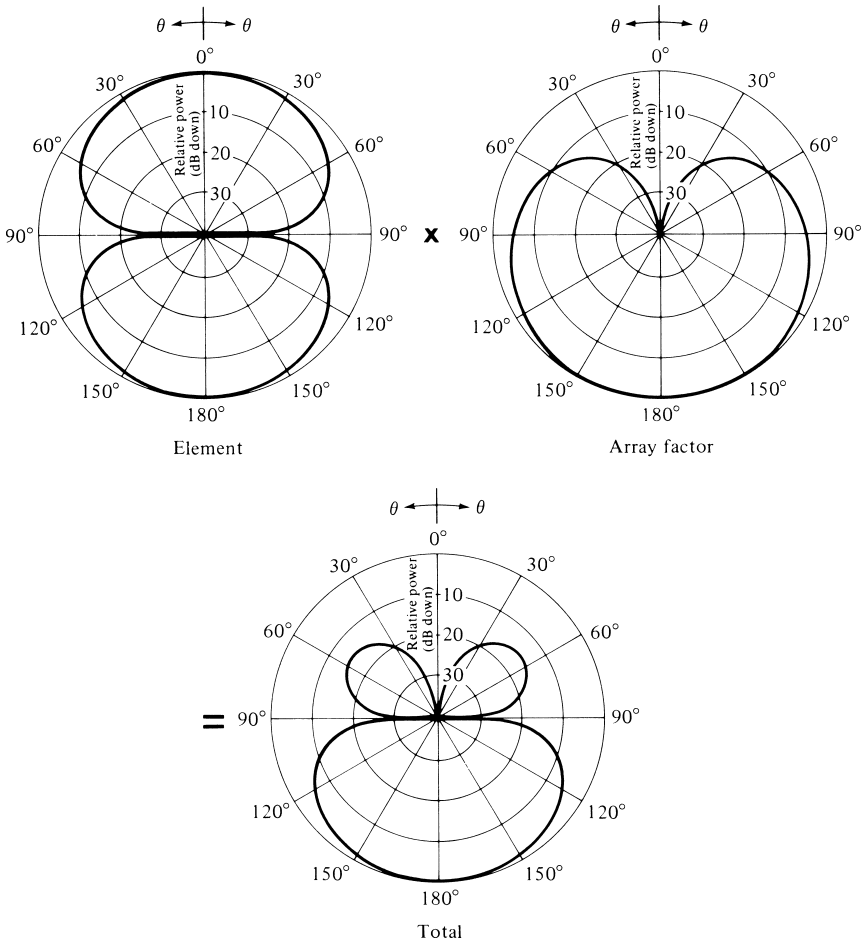 θ θ
0°
30° 30°
60° 60°
90° 90°
120° 120°
150° 150°
180°
Relative power
(dB down)
10
20
30
Element
x
θ θ
0°
30° 30°
60° 60°
90° 90°
120° 120°
150° 150°
180°
Relative power
(dB down)
10
20
30
Array factor
=
θ θ
0°
30° 30°
60° 60°
90° 90°
120° 120°
150° 150°
180°
Relative power
(dB down)
10
20
30
Total